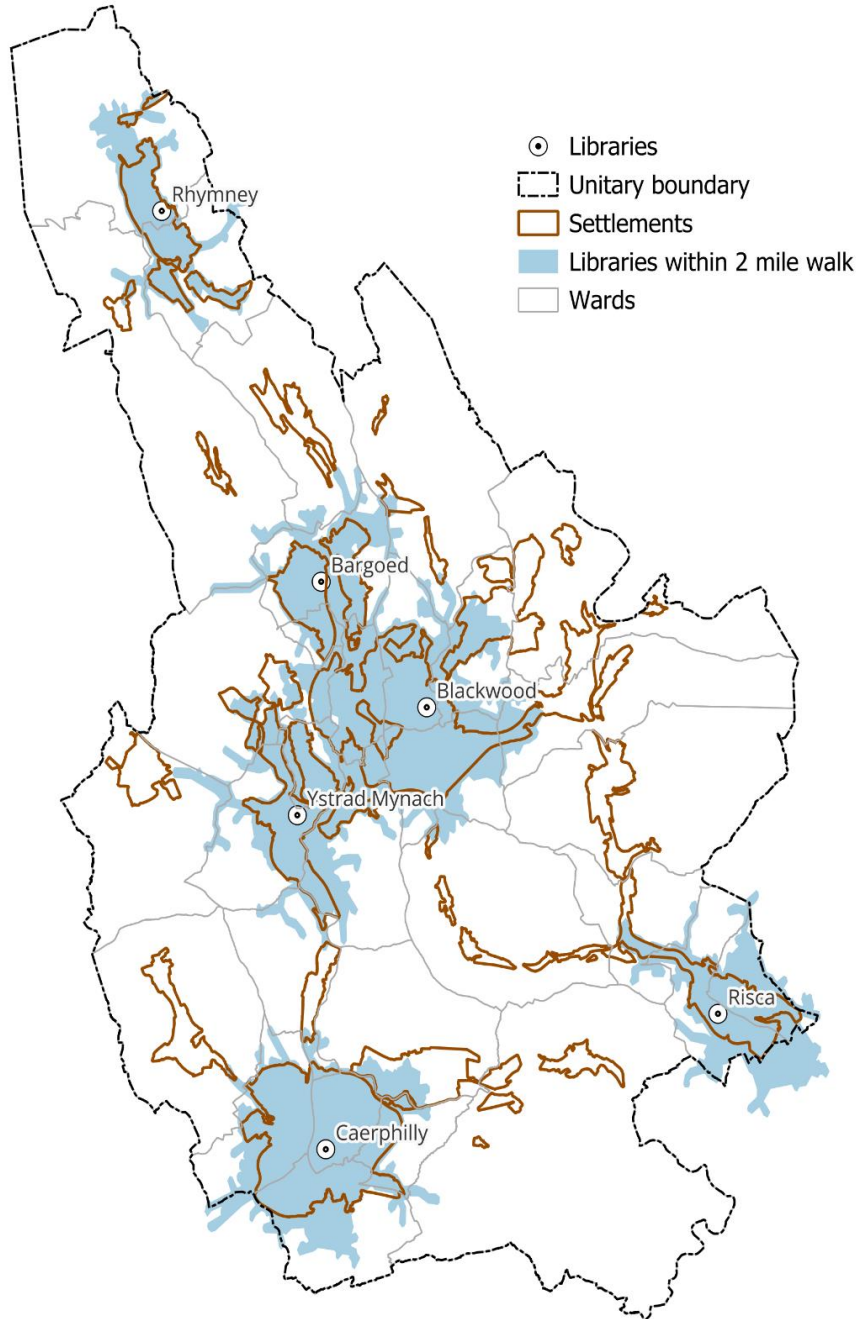 Libraries
Unitary boundary
Settlements
Libraries within 2 mile walk
Wards
Rhymney
Bargoed
Blackwood
Ystrad Mynach
Risca
Caerphilly